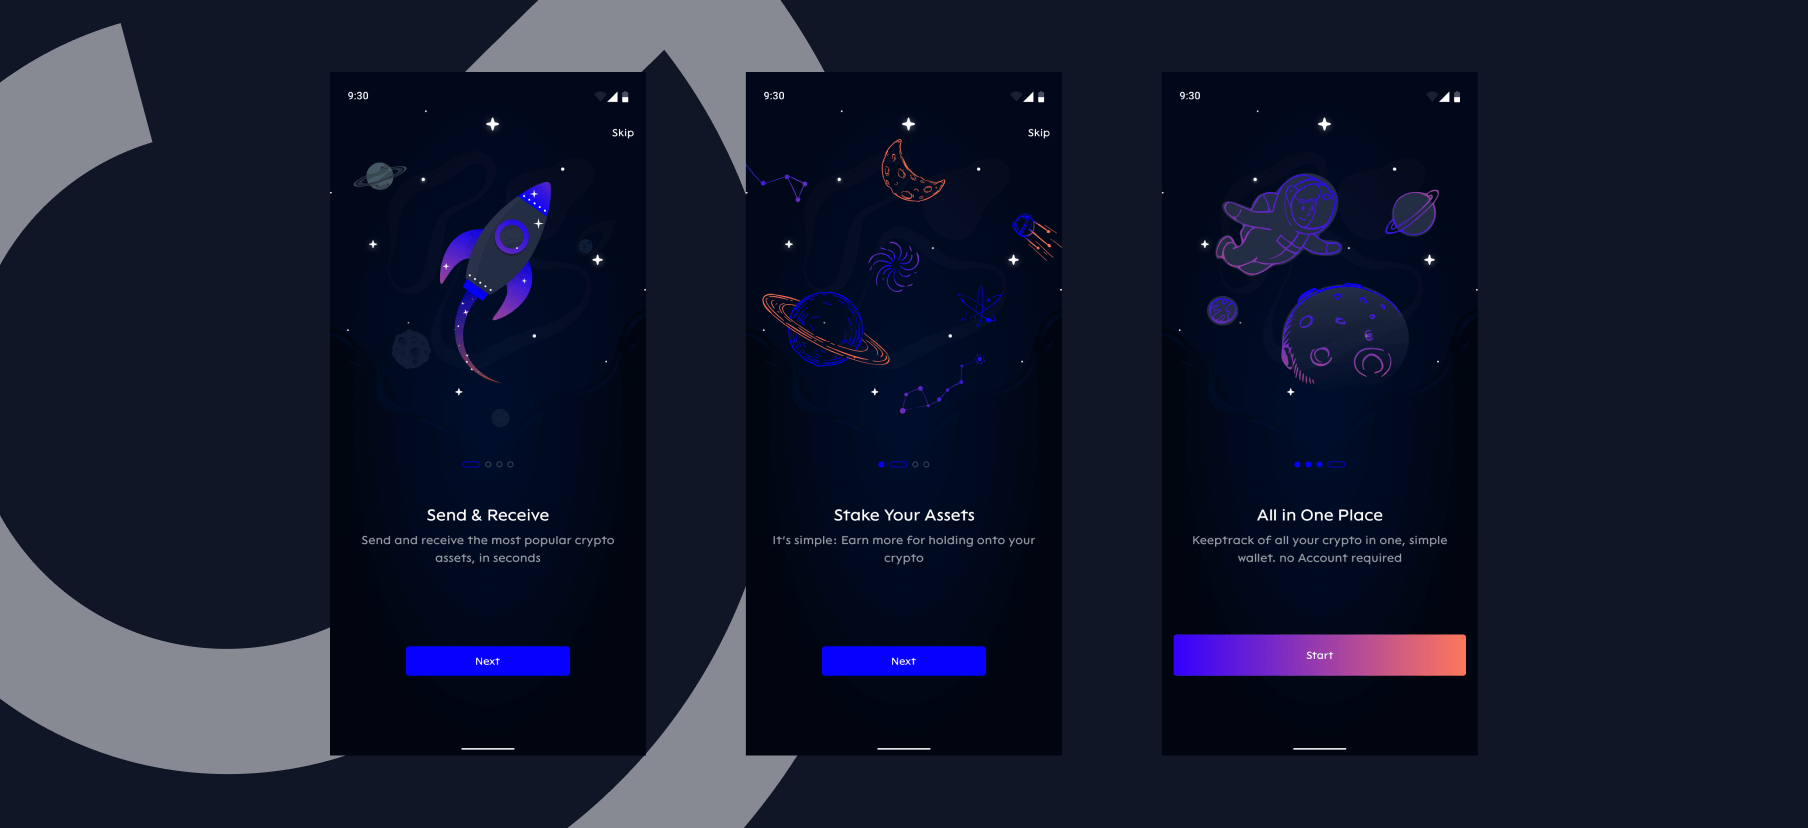 9:30
Skip
Send & Receive
Send and receive the most popular crypto
assets, in seconds
Next
9:30
Skip
Stake Your Assets
It's simple: Earn more for holding onto your
crypto
Next
9:30
All in One Place
Keeptrack of all your crypto in one, simple
wallet. no Account required
Start